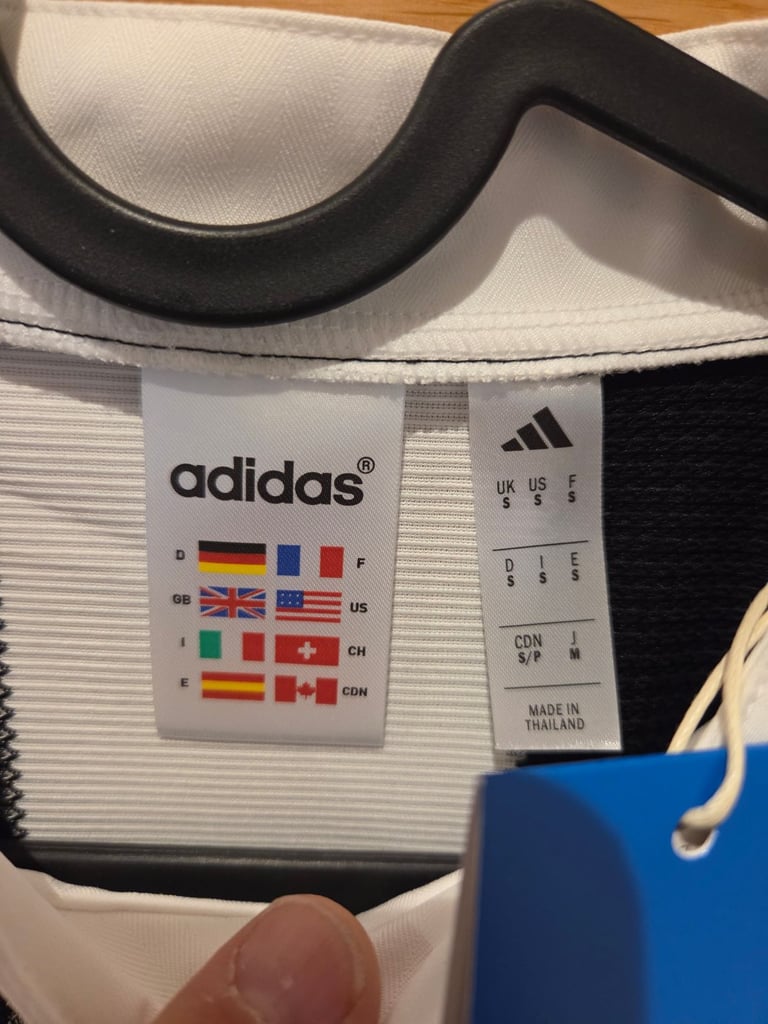 adidas®
D F
GB US
I CH
E CDN
UK US F
S S S
D I E
S S S
CDN J
S/P M
MADE IN
THAILAND